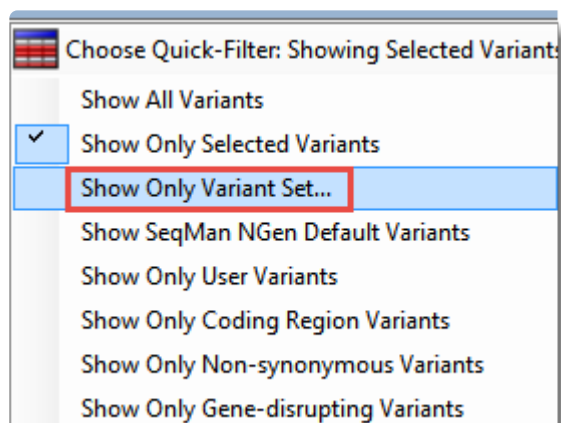 Choose Quick-Filter: Showing Selected Variants
Show All Variants
Show Only Selected Variants
Show Only Variant Set...
Show SeqMan NGen Default Variants
Show Only User Variants
Show Only Coding Region Variants
Show Only Non-synonymous Variants
Show Only Gene-disrupting Variants